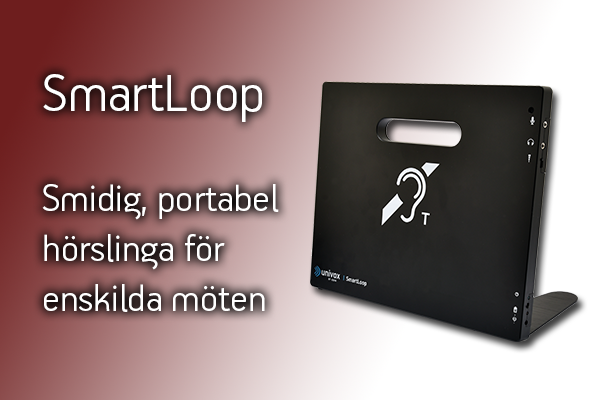 SmartLoop
Smidig, portabel
hörslinga för
enskilda möten
T
univox
SmartLoop